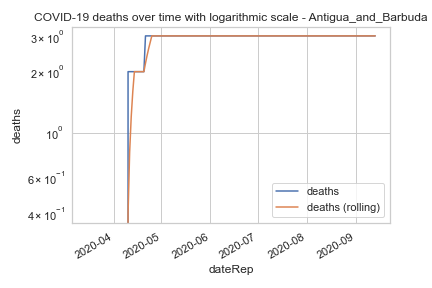 COVID-19 deaths over time with logarithmic scale - Antigua_and_Barbuda
3 × 10⁰
2 × 10⁰
10⁰
6 × 10⁻¹
4 × 10⁻¹
deaths
deaths
deaths (rolling)
2020-04
2020-05
2020-06
2020-07
2020-08
2020-09
dateRep